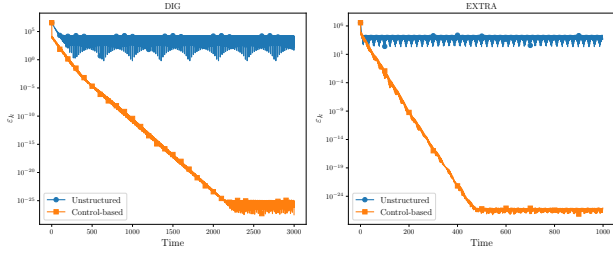 DIG
EXTRA
ε_k
10^5
10^0
10^-5
10^-10
10^-15
10^-20
10^-25
Unstructured
Control-based
0
500
1000
1500
2000
2500
3000
Time
ε_k
10^6
10^1
10^-4
10^-9
10^-14
10^-19
10^-24
Unstructured
Control-based
0
200
400
600
800
1000
Time